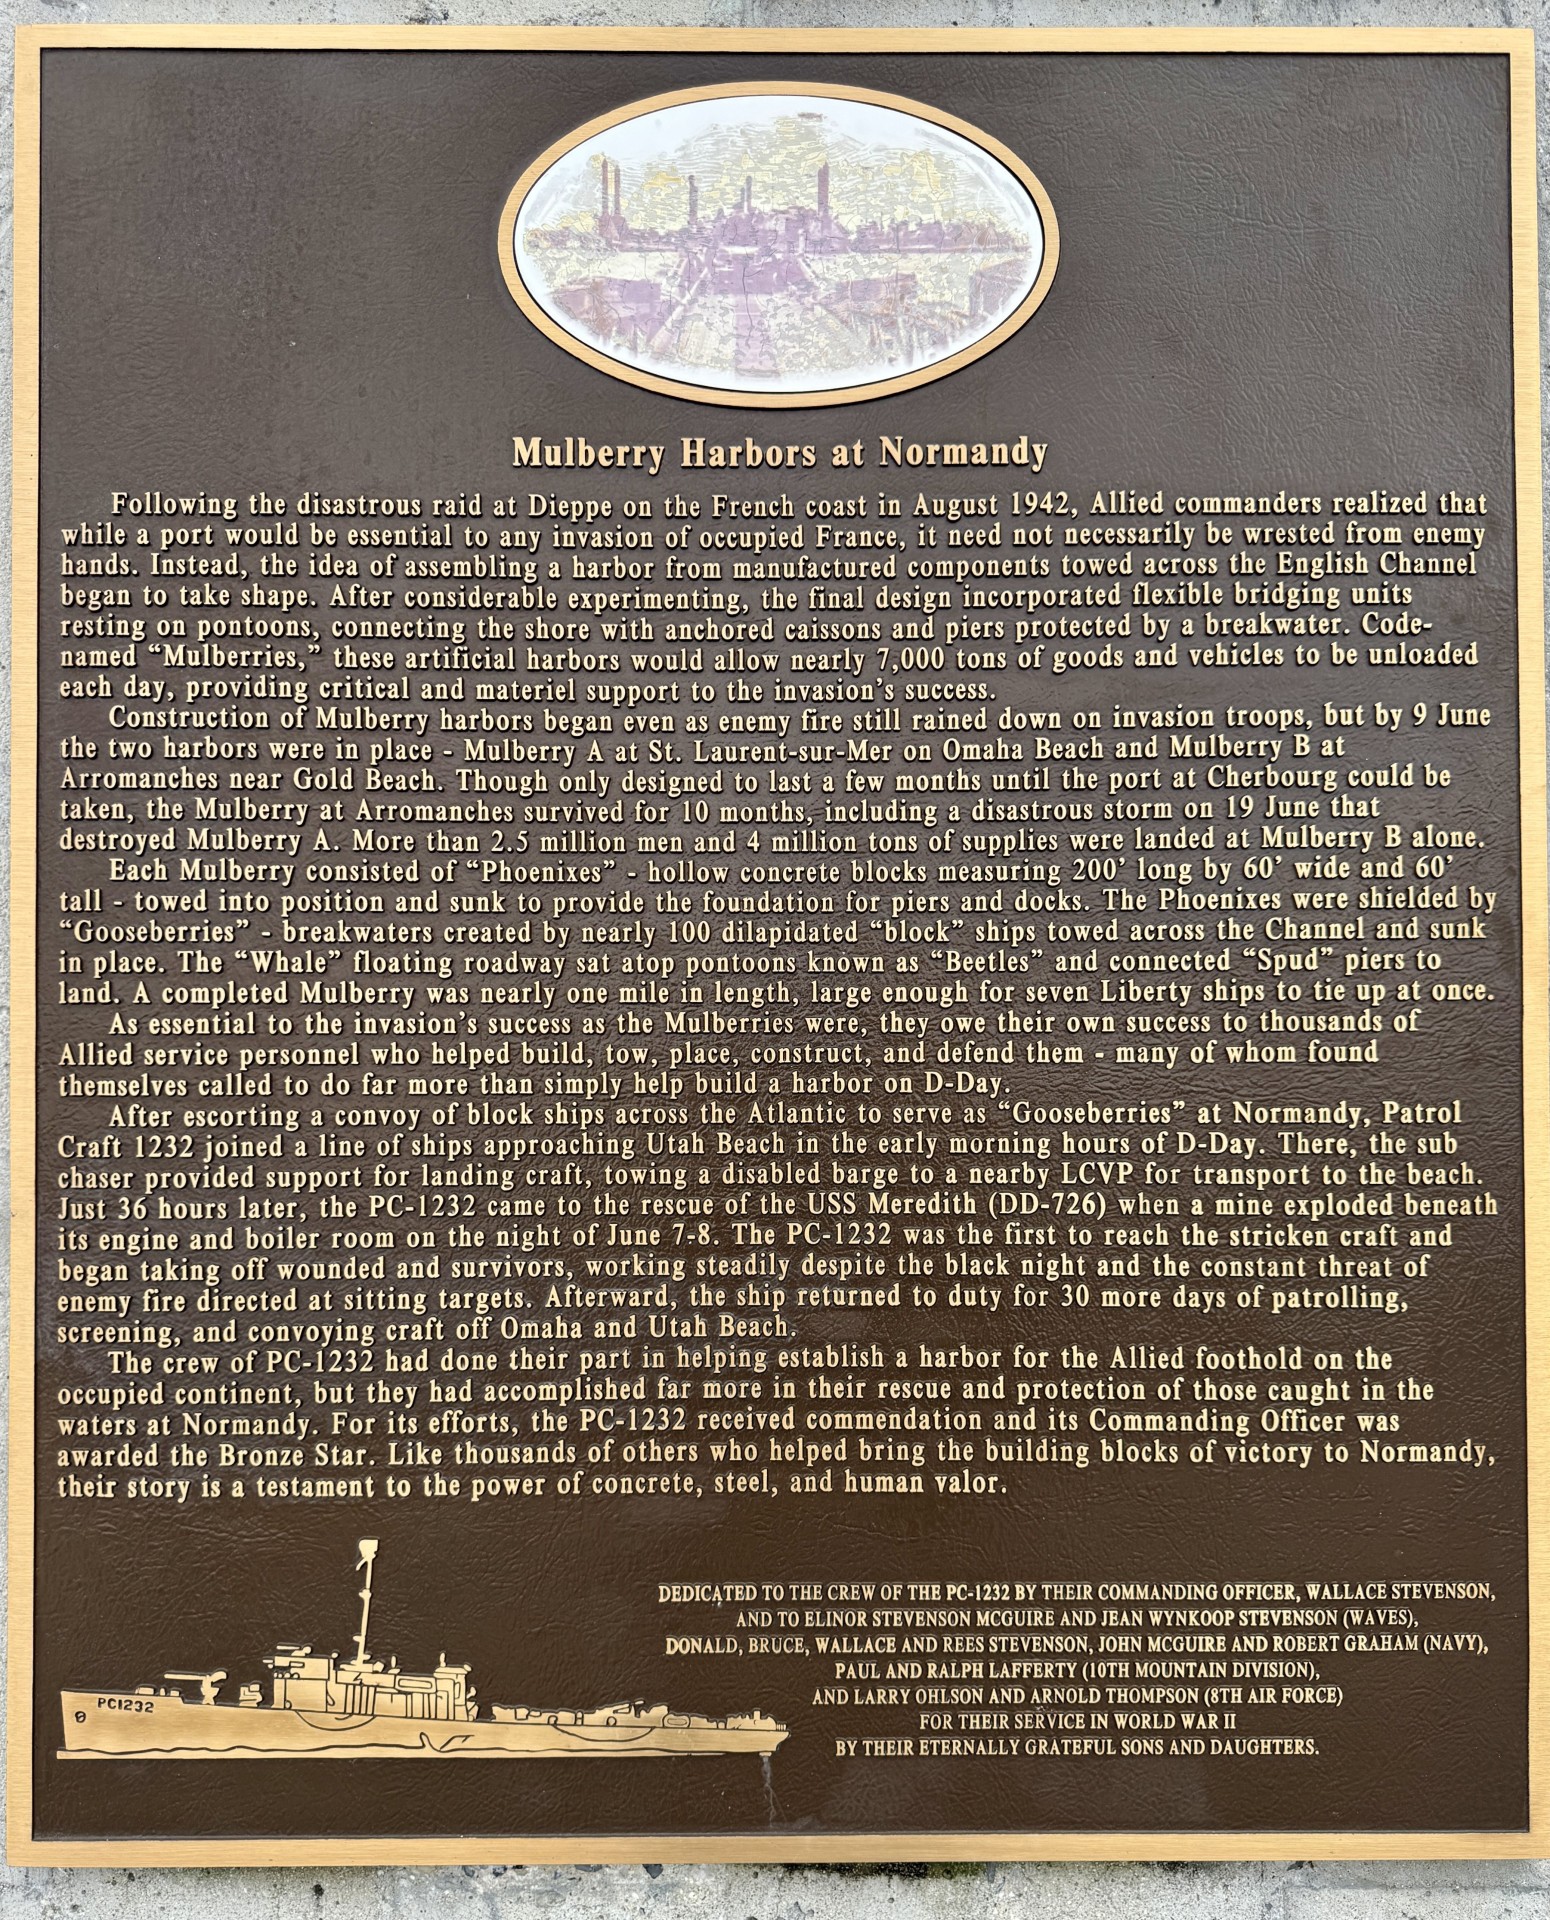 Mulberry Harbors at Normandy
Following the disastrous raid at Dieppe on the French coast in August 1942, Allied commanders realized that
while a port would be essential to any invasion of occupied France, it need not necessarily be wrested from enemy
hands. Instead, the idea of assembling a harbor from manufactured components towed across the English Channel
began to take shape. After considerable experimenting, the final design incorporated flexible bridging units
resting on pontoons, connecting the shore with anchored caissons and piers protected by a breakwater. Code-
named “Mulberries,” these artificial harbors would allow nearly 7,000 tons of goods and vehicles to be unloaded
each day, providing critical and materiel support to the invasion’s success.
Construction of Mulberry harbors began even as enemy fire still rained down on invasion troops, but by 9 June
the two harbors were in place - Mulberry A at St. Laurent-sur-Mer on Omaha Beach and Mulberry B at
Arromanches near Gold Beach. Though only designed to last a few months until the port at Cherbourg could be
taken, the Mulberry at Arromanches survived for 10 months, including a disastrous storm on 19 June that
destroyed Mulberry A. More than 2.5 million men and 4 million tons of supplies were landed at Mulberry B alone.
Each Mulberry consisted of “Phoenixes” - hollow concrete blocks measuring 200’ long by 60’ wide and 60’
tall - towed into position and sunk to provide the foundation for piers and docks. The Phoenixes were shielded by
“Gooseberries” - breakwaters created by nearly 100 dilapidated “block” ships towed across the Channel and sunk
in place. The “Whale” floating roadway sat atop pontoons known as “Beetles” and connected “Spud” piers to
land. A completed Mulberry was nearly one mile in length, large enough for seven Liberty ships to tie up at once.
As essential to the invasion’s success as the Mulberries were, they owe their own success to thousands of
Allied service personnel who helped build, tow, place, construct, and defend them - many of whom found
themselves called to do far more than simply help build a harbor on D-Day.
After escorting a convoy of block ships across the Atlantic to serve as “Gooseberries” at Normandy, Patrol
Craft 1232 joined a line of ships approaching Utah Beach in the early morning hours of D-Day. There, the sub
chaser provided support for landing craft, towing a disabled barge to a nearby LCVP for transport to the beach.
Just 36 hours later, the PC-1232 came to the rescue of the USS Meredith (DD-726) when a mine exploded beneath
its engine and boiler room on the night of June 7-8. The PC-1232 was the first to reach the stricken craft and
began taking off wounded and survivors, working steadily despite the black night and the constant threat of
enemy fire directed at sitting targets. Afterward, the ship returned to duty for 30 more days of patrolling,
screening, and convoying craft off Omaha and Utah Beach.
The crew of PC-1232 had done their part in helping establish a harbor for the Allied foothold on the
occupied continent, but they had accomplished far more in their rescue and protection of those caught in the
waters at Normandy. For its efforts, the PC-1232 received commendation and its Commanding Officer was
awarded the Bronze Star. Like thousands of others who helped bring the building blocks of victory to Normandy,
their story is a testament to the power of concrete, steel, and human valor.
PC1232
DEDICATED TO THE CREW OF THE PC-1232 BY THEIR COMMANDING OFFICER, WALLACE STEVENSON,
AND TO ELINOR STEVENSON MCGUIRE AND JEAN WYNKOOP STEVENSON (WAVES),
DONALD, BRUCE, WALLACE AND REES STEVENSON, JOHN MCGUIRE AND ROBERT GRAHAM (NAVY),
PAUL AND RALPH LAFFERTY (10TH MOUNTAIN DIVISION),
AND LARRY OHLSON AND ARNOLD THOMPSON (8TH AIR FORCE)
FOR THEIR SERVICE IN WORLD WAR II
BY THEIR ETERNALLY GRATEFUL SONS AND DAUGHTERS.